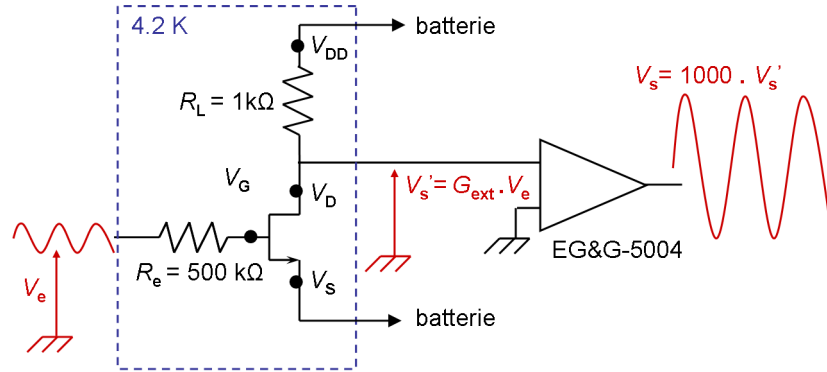 4.2 K
batterie
V_DD
V_s = 1000 . V_s'
R_L = 1kΩ
V_G
V_D
V_s' = G_ext . V_e
EG&G-5004
R_e = 500 kΩ
V_e
V_S
batterie